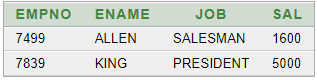 EMPNO ENAME JOB SAL
7499 ALLEN SALESMAN 1600
7839 KING PRESIDENT 5000